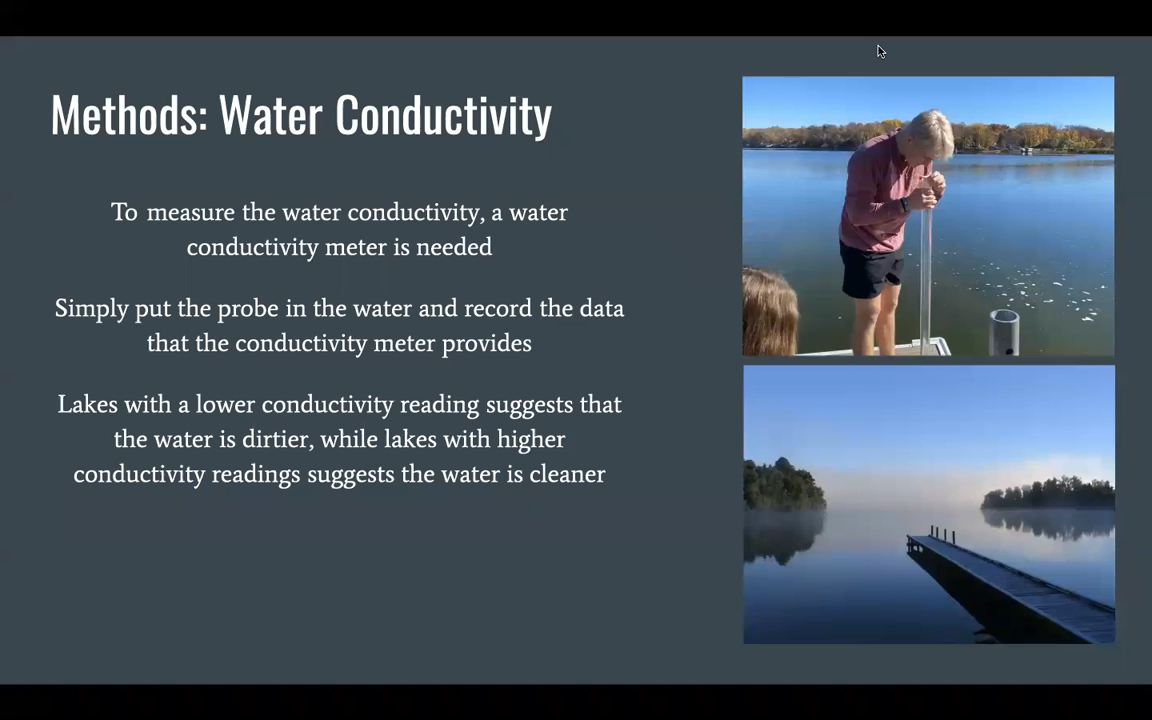 Methods: Water Conductivity
To measure the water conductivity, a water
conductivity meter is needed
Simply put the probe in the water and record the data
that the conductivity meter provides
Lakes with a lower conductivity reading suggests that
the water is dirtier, while lakes with higher
conductivity readings suggests the water is cleaner